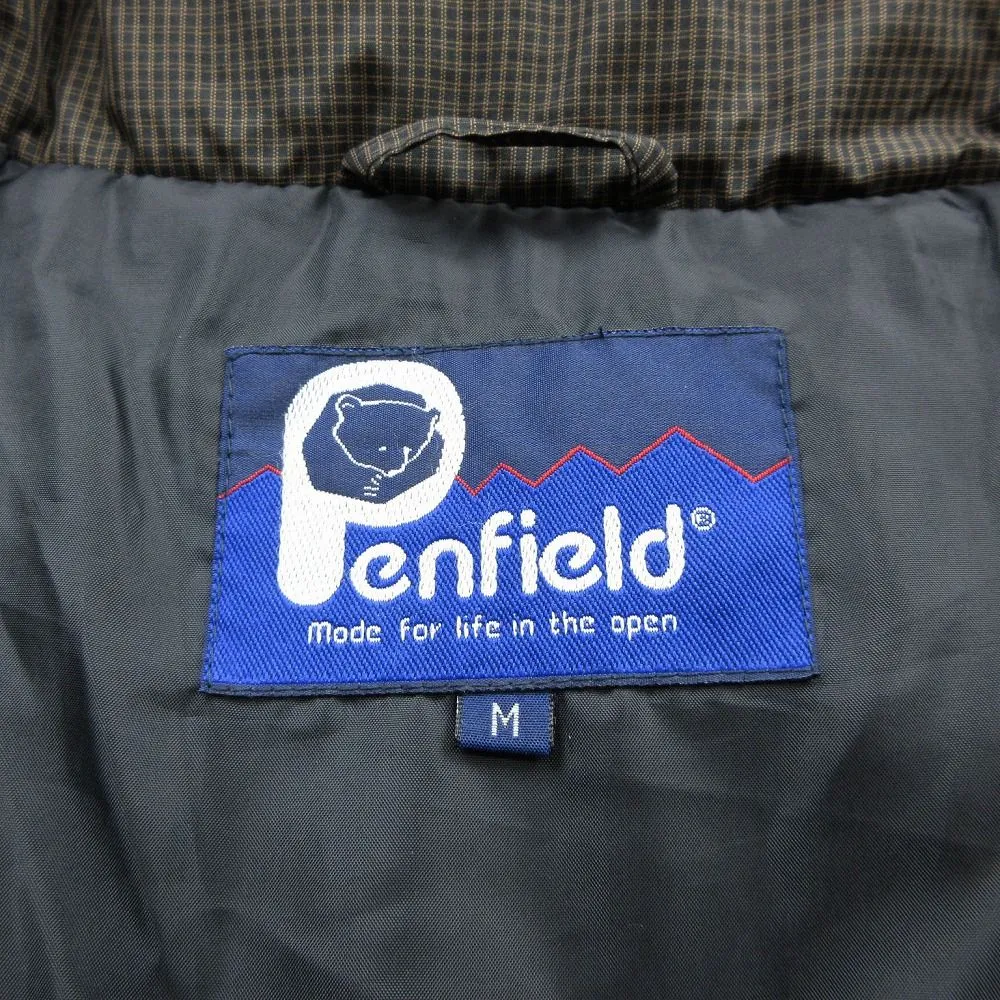 Penfield®
Made for life in the open
M